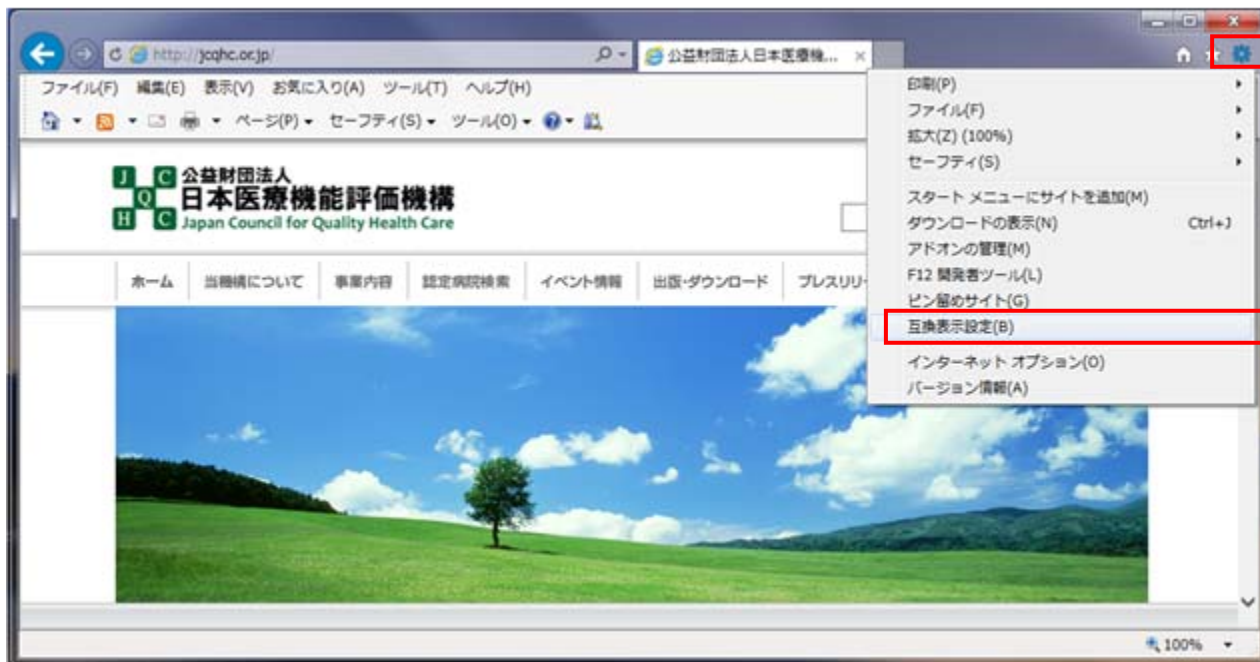 http://jcqhc.or.jp/
公益財団法人日本医療機...
ファイル(F) 編集(E) 表示(V) お気に入り(A) ツール(T) ヘルプ(H)
ページ(P) セーフティ(S) ツール(O)
J C Q H C
公益財団法人
日本医療機能評価機構
Japan Council for Quality Health Care
ホーム 当機構について 事業内容 認定病院検索 イベント情報 出版・ダウンロード プレスリリ
印刷(P)
ファイル(F)
拡大(Z) (100%)
セーフティ(S)
スタート メニューにサイトを追加(M)
ダウンロードの表示(N) Ctrl+J
アドオンの管理(M)
F12 開発者ツール(L)
ピン留めサイト(G)
互換表示設定(B)
インターネット オプション(O)
バージョン情報(A)
100%